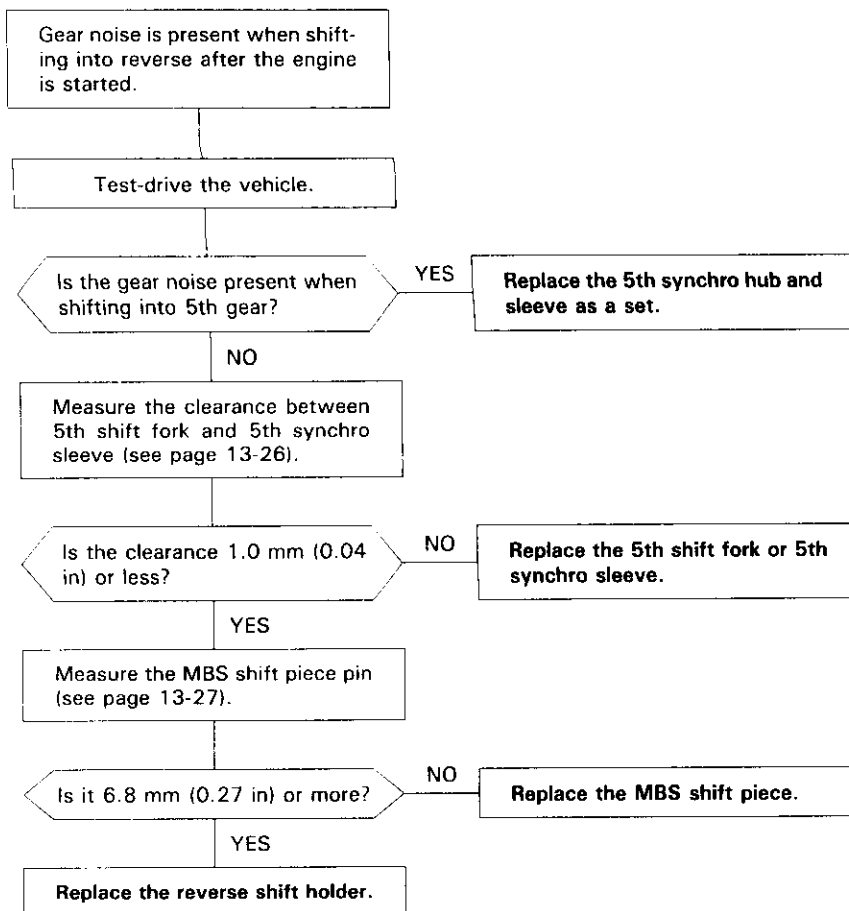 Gear noise is present when shift-
ing into reverse after the engine
is started.
Test-drive the vehicle.
Is the gear noise present when
shifting into 5th gear?
YES
Replace the 5th synchro hub and
sleeve as a set.
NO
Measure the clearance between
5th shift fork and 5th synchro
sleeve (see page 13-26).
Is the clearance 1.0 mm (0.04
in) or less?
NO
Replace the 5th shift fork or 5th
synchro sleeve.
YES
Measure the MBS shift piece pin
(see page 13-27).
Is it 6.8 mm (0.27 in) or more?
NO
Replace the MBS shift piece.
YES
Replace the reverse shift holder.